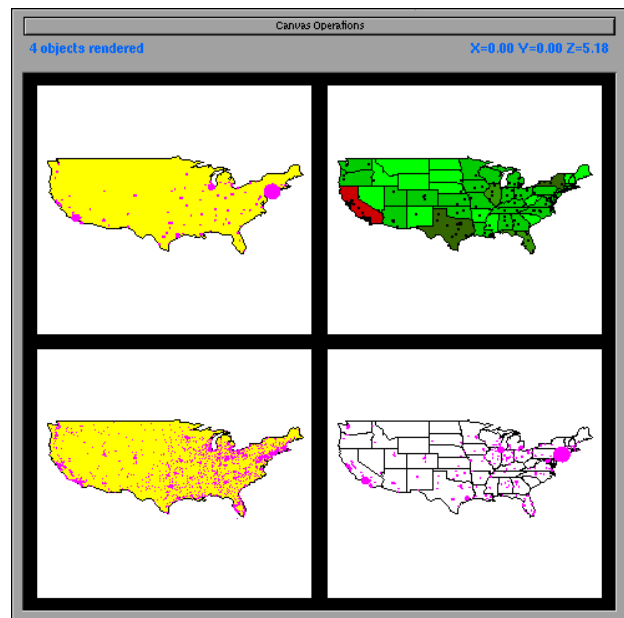 Canvas Operations
4 objects rendered
X=0.00 Y=0.00 Z=5.18